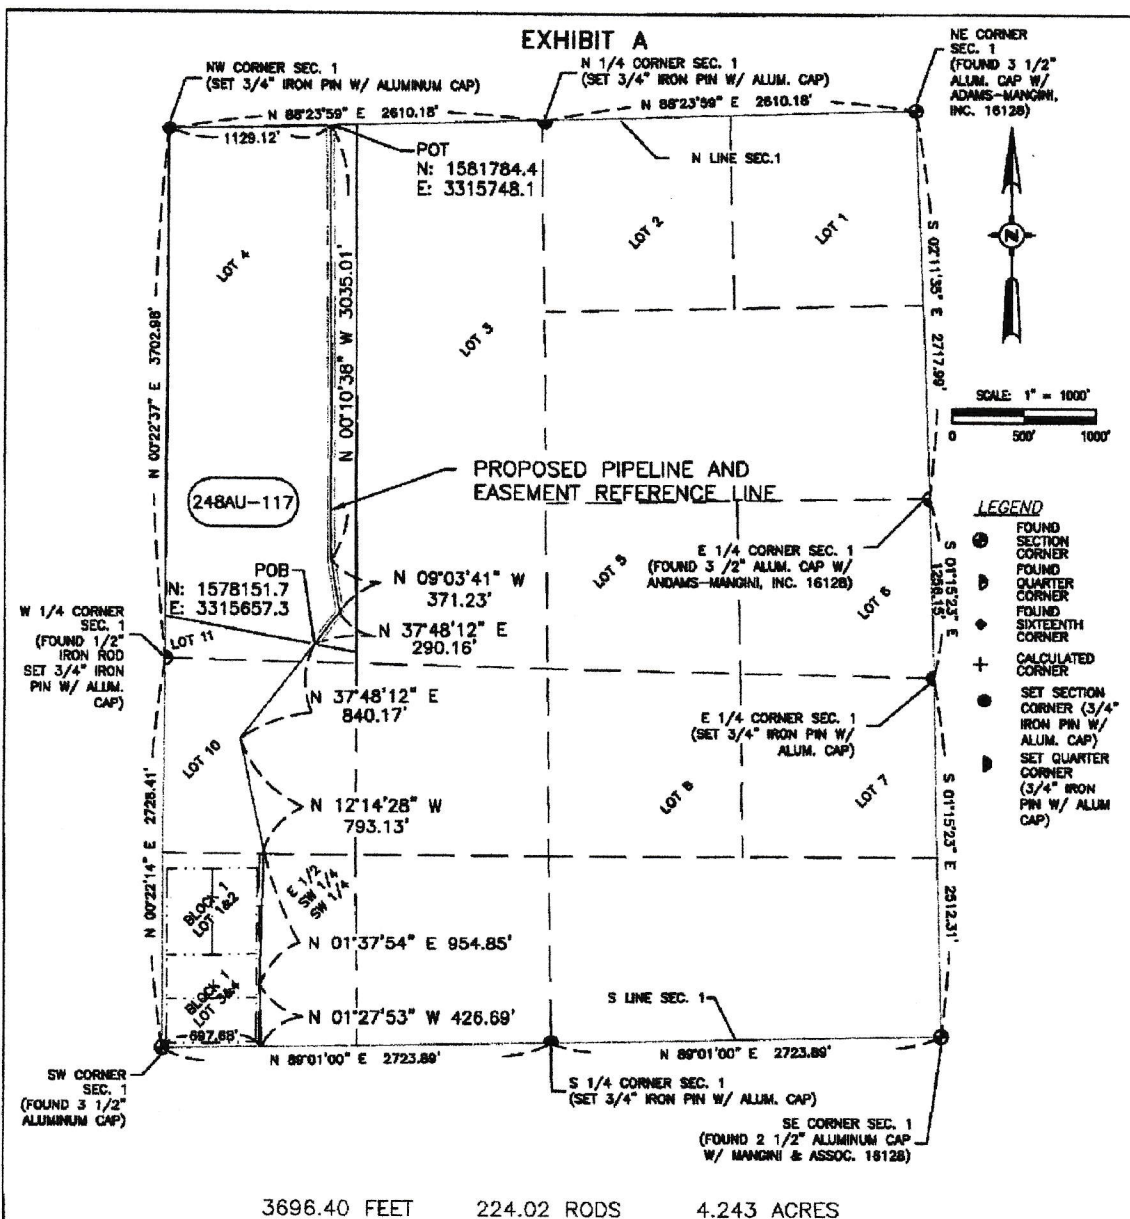 EXHIBIT A
NW CORNER SEC. 1
(SET 3/4" IRON PIN W/ ALUMINUM CAP)
N 1/4 CORNER SEC. 1
(SET 3/4" IRON PIN W/ ALUM. CAP)
NE CORNER
SEC. 1
(FOUND 3 1/2"
ALUM. CAP W/
ADAMS-MANGINI,
INC. 16128)
N 88°23'59" E 2610.18'
N 88°23'59" E 2610.18'
1129.12'
POT
N: 1581784.4
E: 3315748.1
N LINE SEC.1
LOT 4
LOT 3
LOT 2
LOT 1
N
S 02°11'35" E 2717.99'
N 00°22'37" E 3702.98'
N 00°10'38" W 3035.01'
SCALE: 1" = 1000'
0 500' 1000'
PROPOSED PIPELINE AND
EASEMENT REFERENCE LINE
248AU-117
LEGEND
FOUND
SECTION
CORNER
FOUND
QUARTER
CORNER
FOUND
SIXTEENTH
CORNER
CALCULATED
CORNER
SET SECTION
CORNER (3/4"
IRON PIN W/
ALUM. CAP)
SET QUARTER
CORNER
(3/4" IRON
PIN W/ ALUM
CAP)
E 1/4 CORNER SEC. 1
(FOUND 3 /2" ALUM. CAP W/
ANDAMS-MANGINI, INC. 16128)
LOT 5
LOT 6
S 01°15'23" E
1256.15'
POB
N: 1578151.7
E: 3315657.3
N 09°03'41" W
371.23'
N 37°48'12" E
290.16'
W 1/4 CORNER
SEC. 1
(FOUND 1/2"
IRON ROD
SET 3/4" IRON
PIN W/ ALUM.
CAP)
LOT 11
N 37°48'12" E
840.17'
E 1/4 CORNER SEC. 1
(SET 3/4" IRON PIN W/
ALUM. CAP)
LOT 10
LOT 8
LOT 7
N 12°14'28" W
793.13'
N 00°22'14" E 2728.41'
S 01°15'23" E 2512.31'
E 1/2
SW 1/4
SW 1/4
BLOCK 1
LOT 1&2
N 01°37'54" E 954.85'
BLOCK 1
LOT 3&4
N 01°27'53" W 426.69'
S LINE SEC. 1
697.68'
N 89°01'00" E 2723.89'
N 89°01'00" E 2723.89'
SW CORNER
SEC. 1
(FOUND 3 1/2"
ALUMINUM CAP)
S 1/4 CORNER SEC. 1
(SET 3/4" IRON PIN W/ ALUM. CAP)
SE CORNER SEC. 1
(FOUND 2 1/2" ALUMINUM CAP
W/ MANGINI & ASSOC. 16128)
3696.40 FEET 224.02 RODS 4.243 ACRES